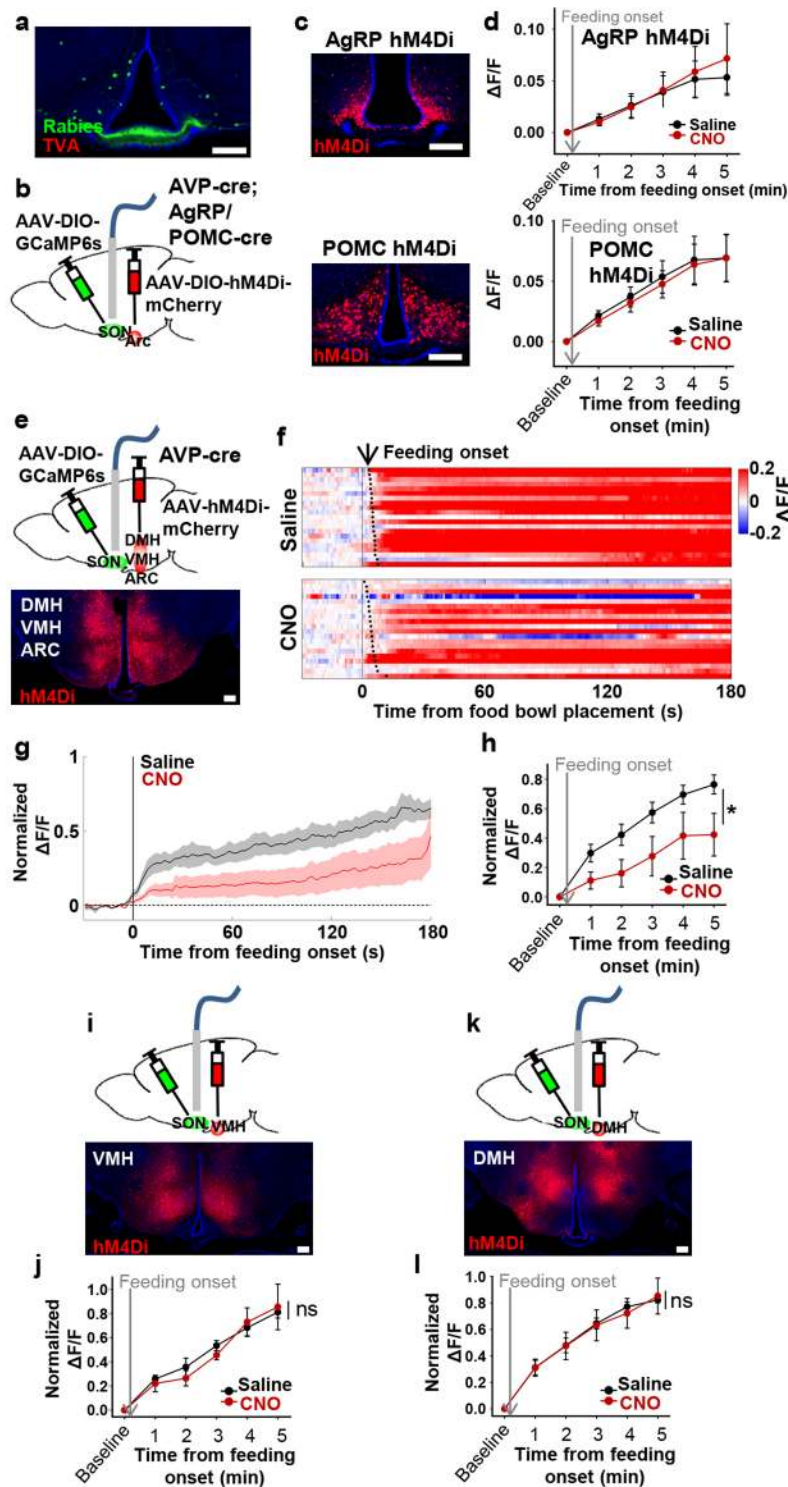 a
Rabies
TVA
b
AAV-DIO-
GCaMP6s
AVP-cre;
AgRP/
POMC-cre
AAV-DIO-hM4Di-
mCherry
SON
Arc
c
AgRP hM4Di
hM4Di
POMC hM4Di
hM4Di
d
Feeding onset
AgRP hM4Di
ΔF/F
0.10
0.05
0.00
Saline
CNO
Baseline
1 2 3 4 5
Time from feeding onset (min)
Feeding onset
POMC
hM4Di
ΔF/F
0.10
0.05
0.00
Saline
CNO
Baseline
1 2 3 4 5
Time from feeding
onset (min)
e
AAV-DIO-
GCaMP6s
AVP-cre
AAV-hM4Di-
mCherry
DMH
SON VMH
ARC
DMH
VMH
ARC
hM4Di
f
Feeding onset
Saline
CNO
0.2
0
-0.2
ΔF/F
0 60 120 180
Time from food bowl placement (s)
g
Saline
CNO
Normalized
ΔF/F
1
0.5
0
0 60 120 180
Time from feeding onset (s)
h
Feeding onset
Normalized
ΔF/F
0.8
0.6
0.4
0.2
0.0
*
Saline
CNO
Baseline
1 2 3 4 5
Time from feeding
onset (min)
i
SON VMH
VMH
hM4Di
j
Feeding onset
Normalized
ΔF/F
1.0
0.8
0.6
0.4
0.2
0.0
ns
Saline
CNO
Baseline
1 2 3 4 5
Time from feeding
onset (min)
k
SON DMH
DMH
hM4Di
l
Feeding onset
Normalized
ΔF/F
1.0
0.8
0.6
0.4
0.2
0.0
ns
Saline
CNO
Baseline
1 2 3 4 5
Time from feeding
onset (min)